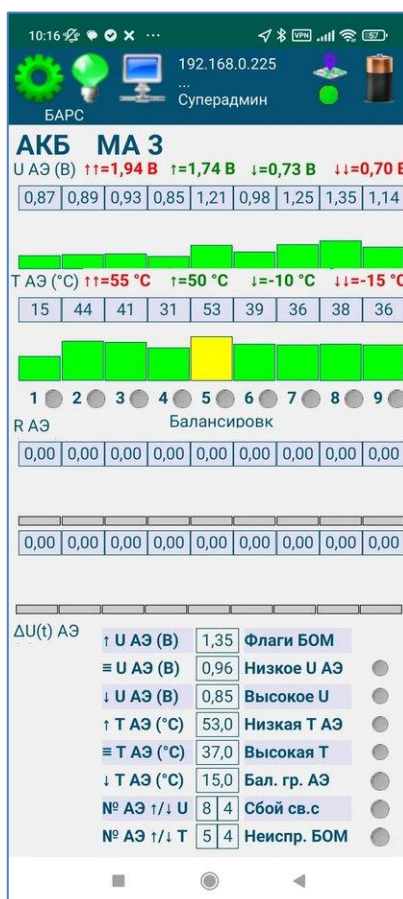 10:16 ... VPN 57
192.168.0.225
...
Суперадмин
БАРС
АКБ МА 3
U АЭ (В) ↑↑=1,94 В ↑=1,74 В ↓=0,73 В ↓↓=0,70 В
0,87 0,89 0,93 0,85 1,21 0,98 1,25 1,35 1,14
Т АЭ (°C) ↑↑=55 °C ↑=50 °C ↓=-10 °C ↓↓=-15 °C
15 44 41 31 53 39 36 38 36
1 2 3 4 5 6 7 8 9
Балансировк
R АЭ
0,00 0,00 0,00 0,00 0,00 0,00 0,00 0,00 0,00
0,00 0,00 0,00 0,00 0,00 0,00 0,00 0,00 0,00
ΔU(t) АЭ
↑ U АЭ (В) 1,35 Флаги БОМ
≡ U АЭ (В) 0,96 Низкое U АЭ
↓ U АЭ (В) 0,85 Высокое U
↑ Т АЭ (°C) 53,0 Низкая Т АЭ
≡ Т АЭ (°C) 37,0 Высокая Т
↓ Т АЭ (°C) 15,0 Бал. гр. АЭ
№ АЭ ↑/↓ U 8 4 Сбой св.с
№ АЭ ↑/↓ Т 5 4 Неиспр. БОМ